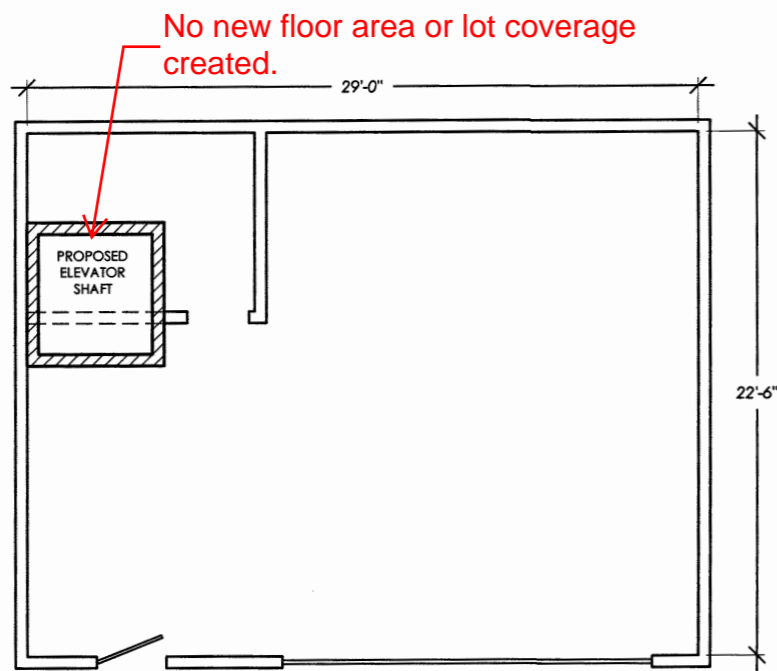 No new floor area or lot coverage
created.
29'-0"
PROPOSED
ELEVATOR
SHAFT
22'-6"